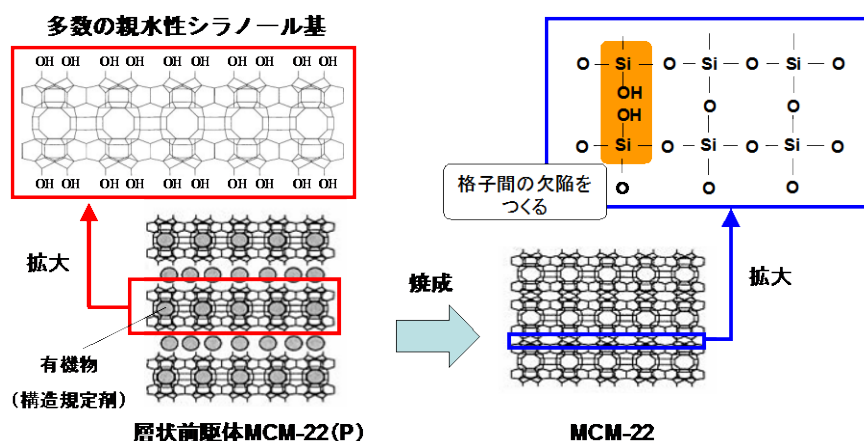 多数の親水性シラノール基
OH OH OH OH OH OH OH OH OH OH
OH OH OH OH OH OH OH OH OH OH
拡大
有機物
(構造規定剤)
層状前駆体MCM-22(P)
焼成
O Si O Si O Si O
OH
O O
OH
O Si O Si O Si O
O O O
格子間の欠陥を
つくる
拡大
MCM-22